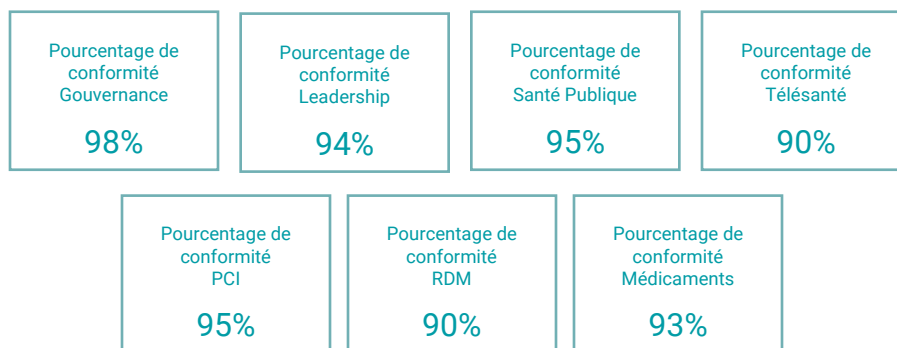 Pourcentage de
conformité
Gouvernance
98%
Pourcentage de
conformité
Leadership
94%
Pourcentage de
conformité
Santé Publique
95%
Pourcentage de
conformité
Télésanté
90%
Pourcentage de
conformité
PCI
95%
Pourcentage de
conformité
RDM
90%
Pourcentage de
conformité
Médicaments
93%